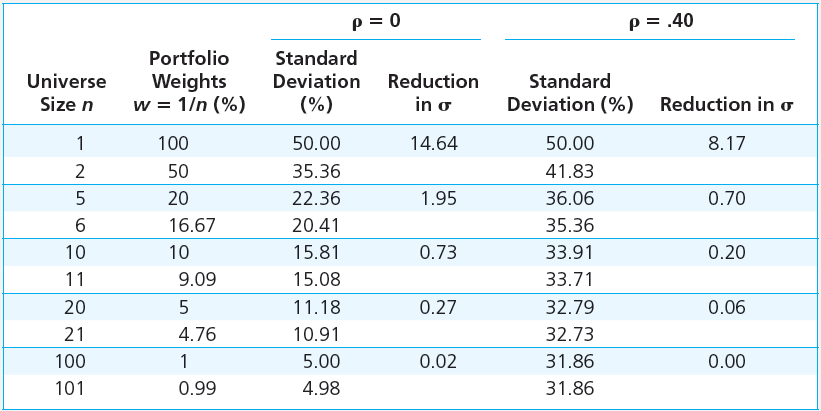 ρ = 0 ρ = .40
Portfolio Standard
Universe Weights Deviation Reduction Standard
Size n w = 1/n (%) (%) in σ Deviation (%) Reduction in σ
1 100 50.00 14.64 50.00 8.17
2 50 35.36 41.83
5 20 22.36 1.95 36.06 0.70
6 16.67 20.41 35.36
10 10 15.81 0.73 33.91 0.20
11 9.09 15.08 33.71
20 5 11.18 0.27 32.79 0.06
21 4.76 10.91 32.73
100 1 5.00 0.02 31.86 0.00
101 0.99 4.98 31.86